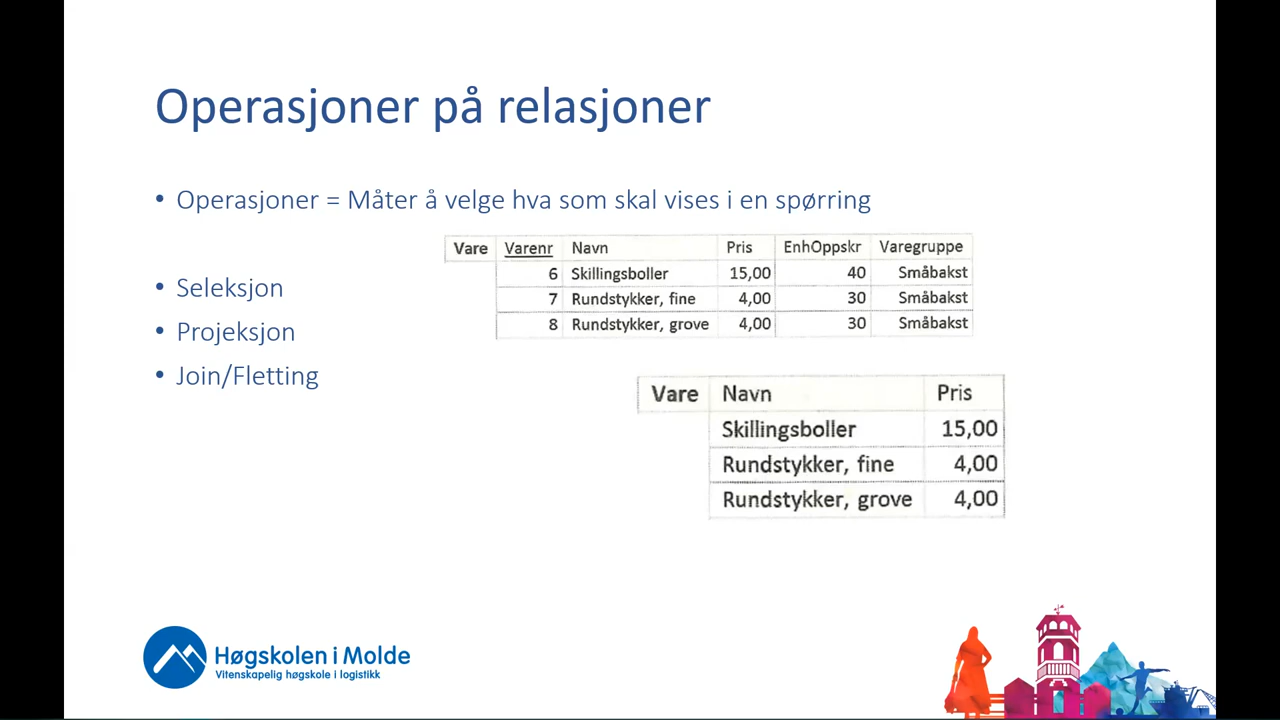 Operasjoner på relasjoner
• Operasjoner = Måter å velge hva som skal vises i en spørring
Vare Varenr Navn Pris EnhOppskr Varegruppe
6 Skillingsboller 15,00 40 Småbakst
7 Rundstykker, fine 4,00 30 Småbakst
8 Rundstykker, grove 4,00 30 Småbakst
• Seleksjon
• Projeksjon
• Join/Fletting
Vare Navn Pris
Skillingsboller 15,00
Rundstykker, fine 4,00
Rundstykker, grove 4,00
Høgskolen i Molde
Vitenskapelig høgskole i logistikk